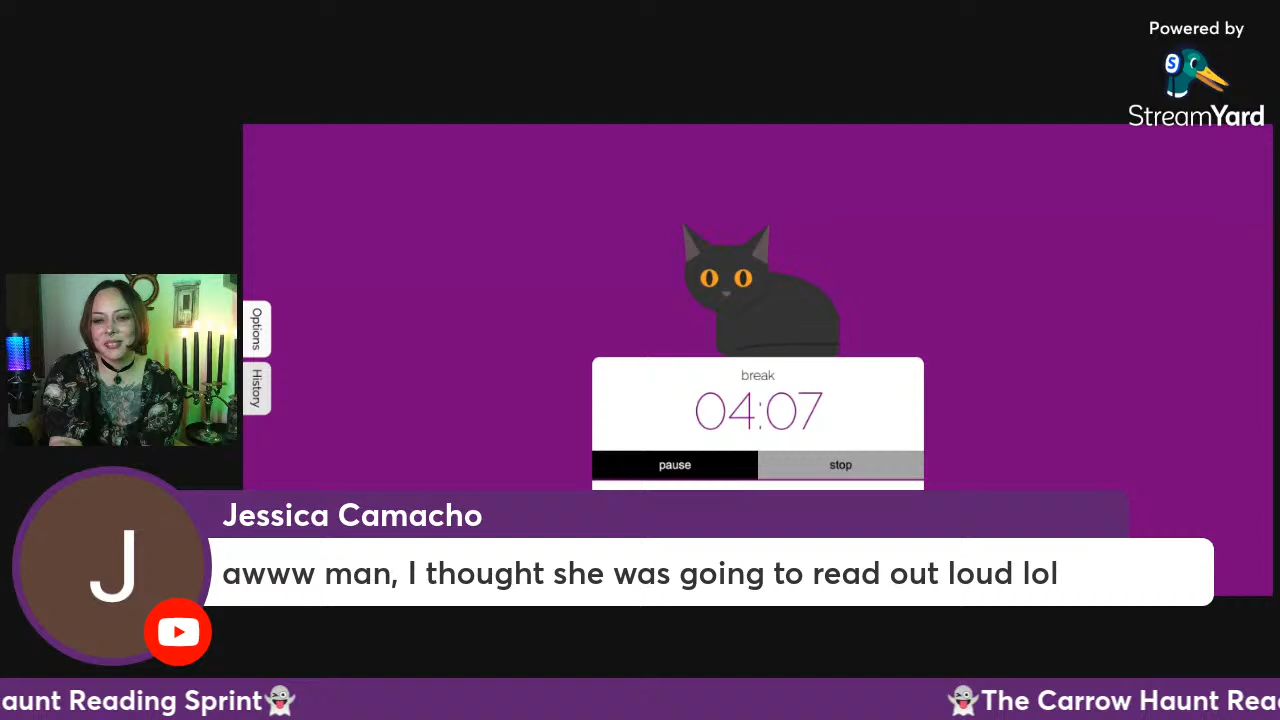 Powered by
S
StreamYard
Options
History
break
04:07
pause
stop
Jessica Camacho
J
awww man, I thought she was going to read out loud lol
aunt Reading Sprint👻
👻The Carrow Haunt Rea